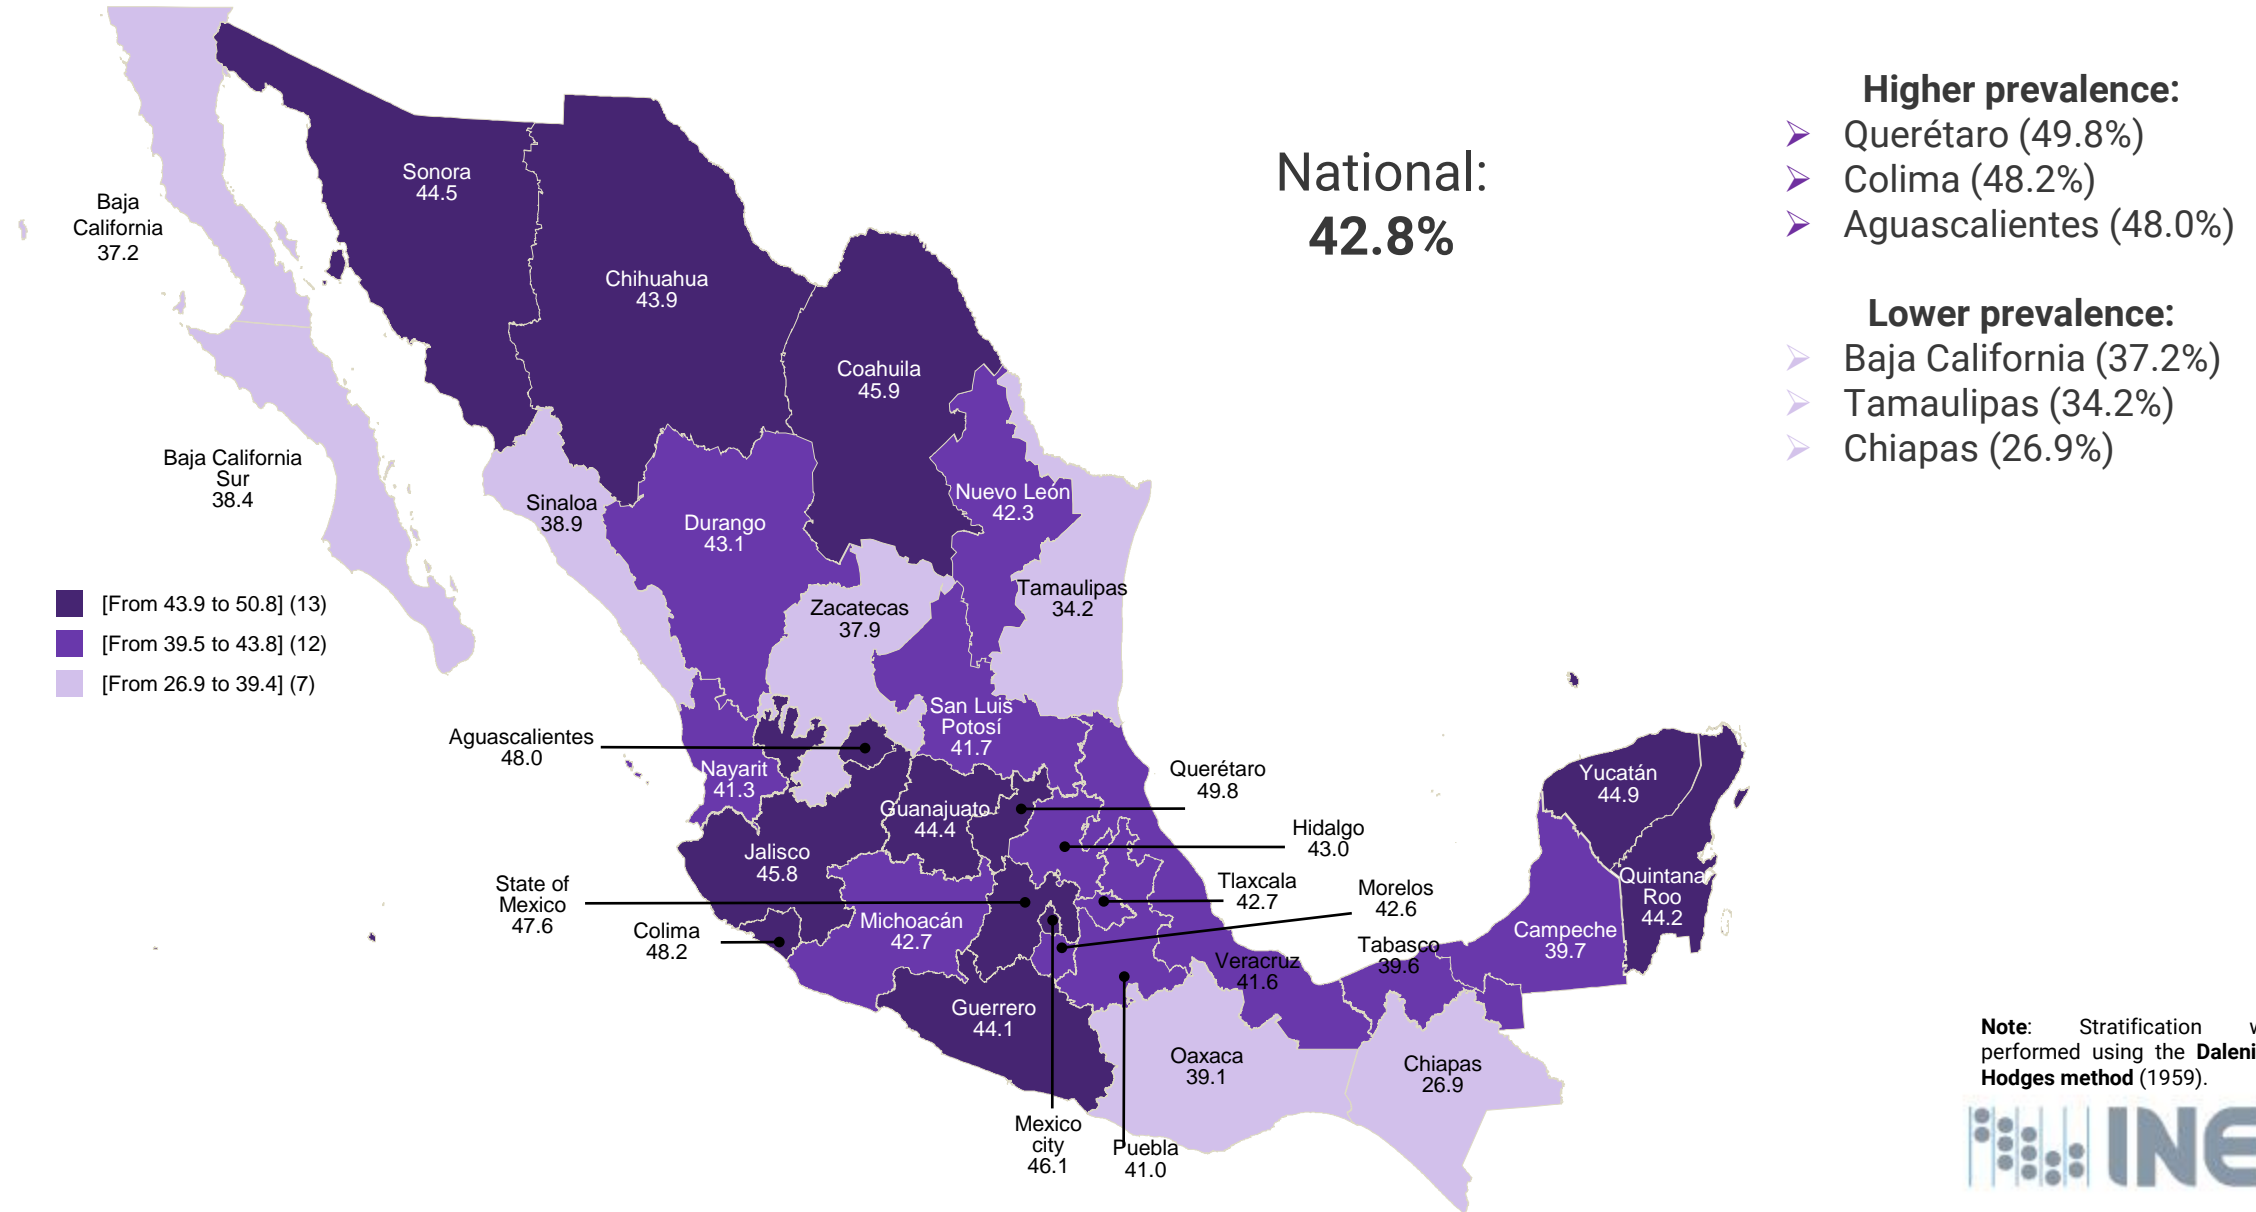 National:
42.8%
Higher prevalence:
Querétaro (49.8%)
Colima (48.2%)
Aguascalientes (48.0%)
Lower prevalence:
Baja California (37.2%)
Tamaulipas (34.2%)
Chiapas (26.9%)
Baja
California
37.2
Sonora
44.5
Chihuahua
43.9
Coahuila
45.9
Baja California
Sur
38.4
Sinaloa
38.9
Durango
43.1
Nuevo León
42.3
Zacatecas
37.9
Tamaulipas
34.2
[From 43.9 to 50.8] (13)
[From 39.5 to 43.8] (12)
[From 26.9 to 39.4] (7)
San Luis
Potosí
41.7
Aguascalientes
48.0
Nayarit
41.3
Guanajuato
44.4
Querétaro
49.8
Hidalgo
43.0
Jalisco
45.8
State of
Mexico
47.6
Colima
48.2
Michoacán
42.7
Tlaxcala
42.7
Morelos
42.6
Guerrero
44.1
Mexico
city
46.1
Puebla
41.0
Veracruz
41.6
Oaxaca
39.1
Tabasco
39.6
Chiapas
26.9
Campeche
39.7
Yucatán
44.9
Quintana
Roo
44.2
Note: Stratification
performed using the Daleni
Hodges method (1959).
INE